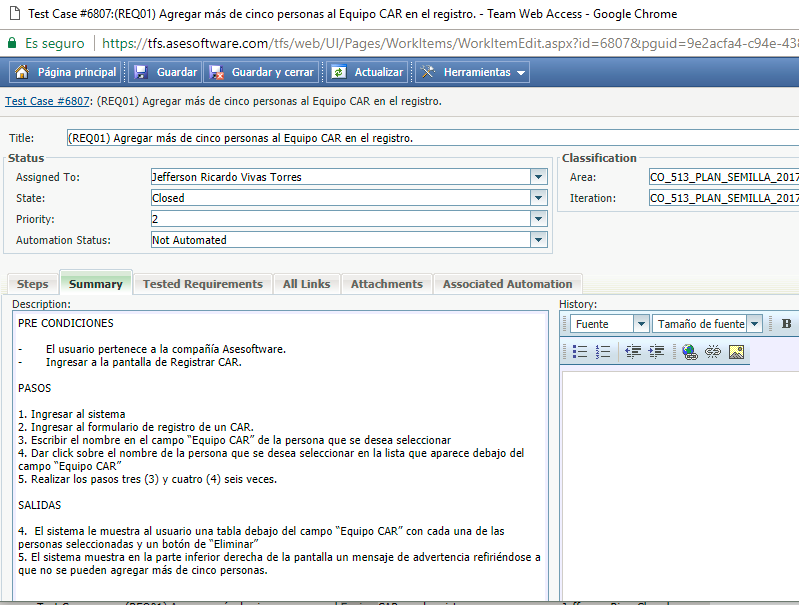 Test Case #6807:(REQ01) Agregar más de cinco personas al Equipo CAR en el registro. - Team Web Access - Google Chrome
Es seguro https://tfs.asesoftware.com/tfs/web/UI/Pages/WorkItems/WorkItemEdit.aspx?id=6807&pguid=9e2acfa4-c94e-438
Página principal Guardar Guardar y cerrar Actualizar Herramientas
Test Case #6807: (REQ01) Agregar más de cinco personas al Equipo CAR en el registro.
Title: (REQ01) Agregar más de cinco personas al Equipo CAR en el registro.
Status Classification
Assigned To: Jefferson Ricardo Vivas Torres Area: CO_513_PLAN_SEMILLA_2017
State: Closed Iteration: CO_513_PLAN_SEMILLA_2017
Priority: 2
Automation Status: Not Automated
Steps Summary Tested Requirements All Links Attachments Associated Automation
Description: History:
Fuente Tamaño de fuente B
PRE CONDICIONES
- El usuario pertenece a la compañía Asesoftware.
- Ingresar a la pantalla de Registrar CAR.
PASOS
1. Ingresar al sistema
2. Ingresar al formulario de registro de un CAR.
3. Escribir el nombre en el campo “Equipo CAR” de la persona que se desea seleccionar
4. Dar click sobre el nombre de la persona que se desea seleccionar en la lista que aparece debajo del
campo “Equipo CAR”
5. Realizar los pasos tres (3) y cuatro (4) seis veces.
SALIDAS
4. El sistema le muestra al usuario una tabla debajo del campo “Equipo CAR” con cada una de las
personas seleccionadas y un botón de “Eliminar”
5. El sistema muestra en la parte inferior derecha de la pantalla un mensaje de advertencia refiriéndose a
que no se pueden agregar más de cinco personas.